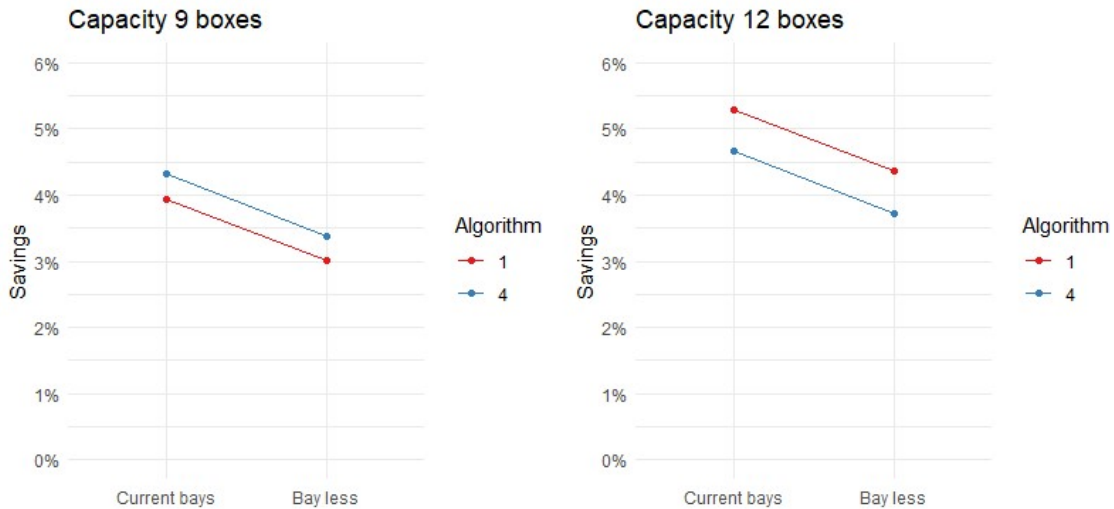 Capacity 9 boxes
6%
5%
4%
3%
2%
1%
0%
Savings
Current bays
Bay less
Algorithm
1
4
Capacity 12 boxes
6%
5%
4%
3%
2%
1%
0%
Savings
Current bays
Bay less
Algorithm
1
4